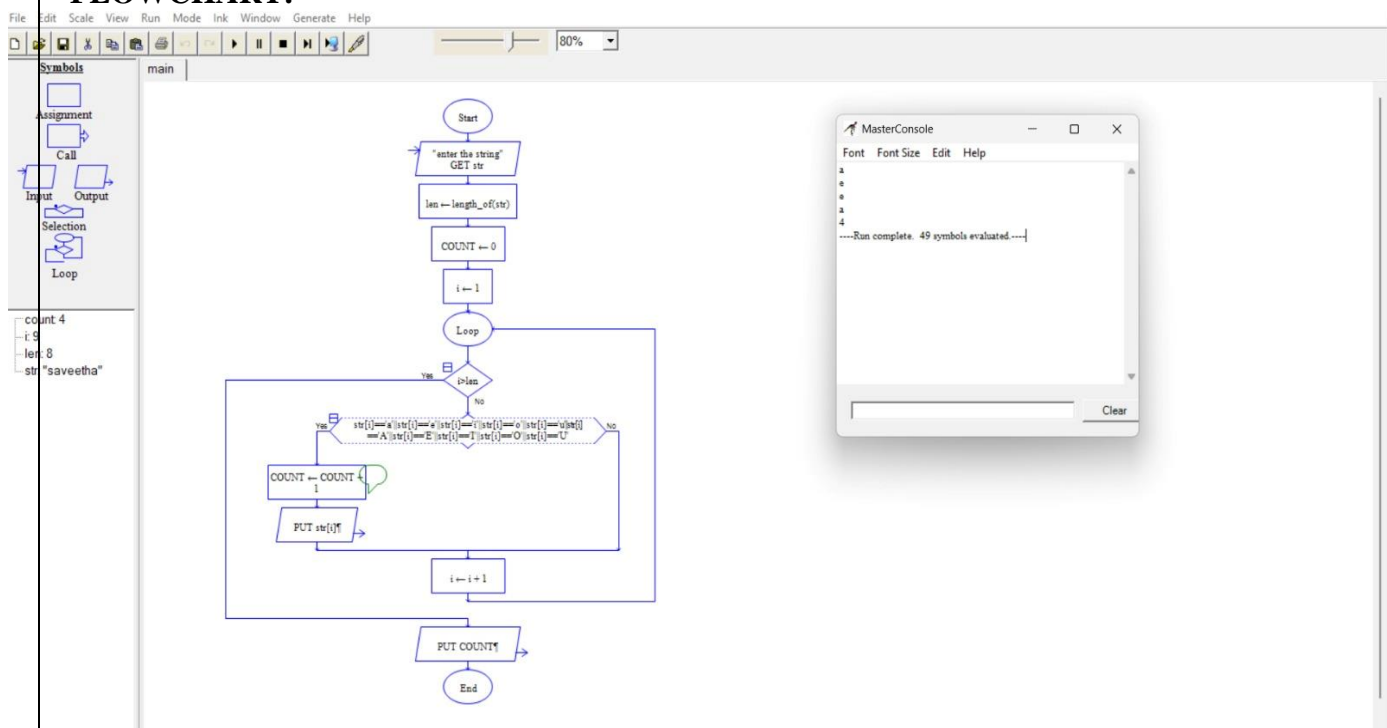 FLOWCHART:
File Edit Scale View Run Mode Ink Window Generate Help
80%
Symbols
Assignment
Call
Input Output
Selection
Loop
count: 4
i: 9
len: 8
str: "saveetha"
main
Start
"enter the string"
GET str
len ← length_of(str)
COUNT ← 0
i ← 1
Loop
Yes
i>len
No
Yes
str[i]=='a'||str[i]=='e'||str[i]=='i'||str[i]=='o'||str[i]=='u'||str[i]
=='A'||str[i]=='E'||str[i]=='I'||str[i]=='O'||str[i]=='U'
No
COUNT ← COUNT +
1
PUT str[i]¶
i ← i + 1
PUT COUNT¶
End
MasterConsole
Font Font Size Edit Help
a
e
e
a
4
----Run complete. 49 symbols evaluated.----
Clear